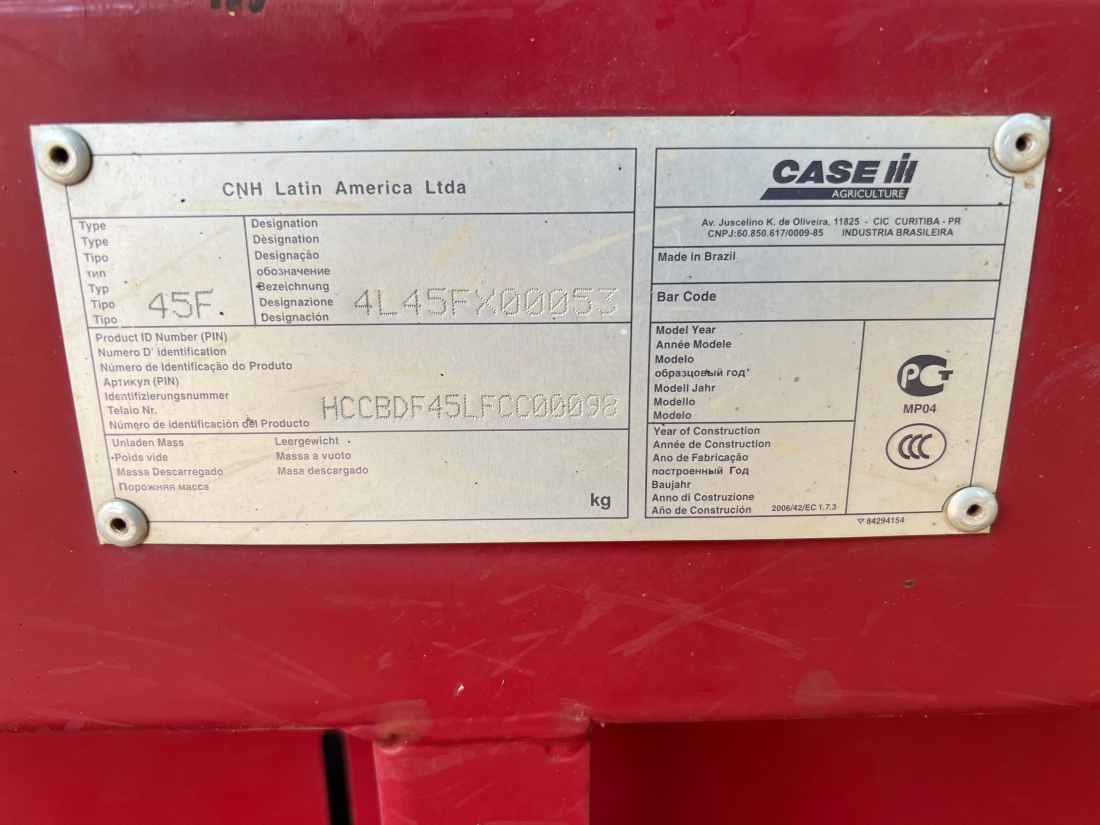 CNH Latin America Ltda
Type
Type
Tipo
тип
Typ
Tipo
Tipo
45F
Designation
Dèsignation
Designação
обозначение
Bezeichnung
Designazione
Designación
4L45FX00053
Product ID Number (PIN)
Numero D' identification
Número de Identificação do Produto
Артикул (PIN)
Identifizierungsnummer
Telaio Nr.
Número de identificación del Producto
HCCBDF45LFCC00098
Unladen Mass
Poids vide
Massa Descarregado
Порожняя масса
Leergewicht
Massa a vuoto
Masa descargado
kg
CASE IH
AGRICULTURE
Av. Juscelino K. de Oliveira, 11825 - CIC CURITIBA - PR
CNPJ:60.850.617/0009-85 INDUSTRIA BRASILEIRA
Made in Brazil
Bar Code
Model Year
Année Modele
Modelo
образцовый год
Modell Jahr
Modello
Modelo
Year of Construction
Année de Construction
Ano de Fabricação
построенный Год
Baujahr
Anno di Costruzione
Año de Construción
2006/42/EC 1.7.3
РСТ
МР04
CCC
84294154